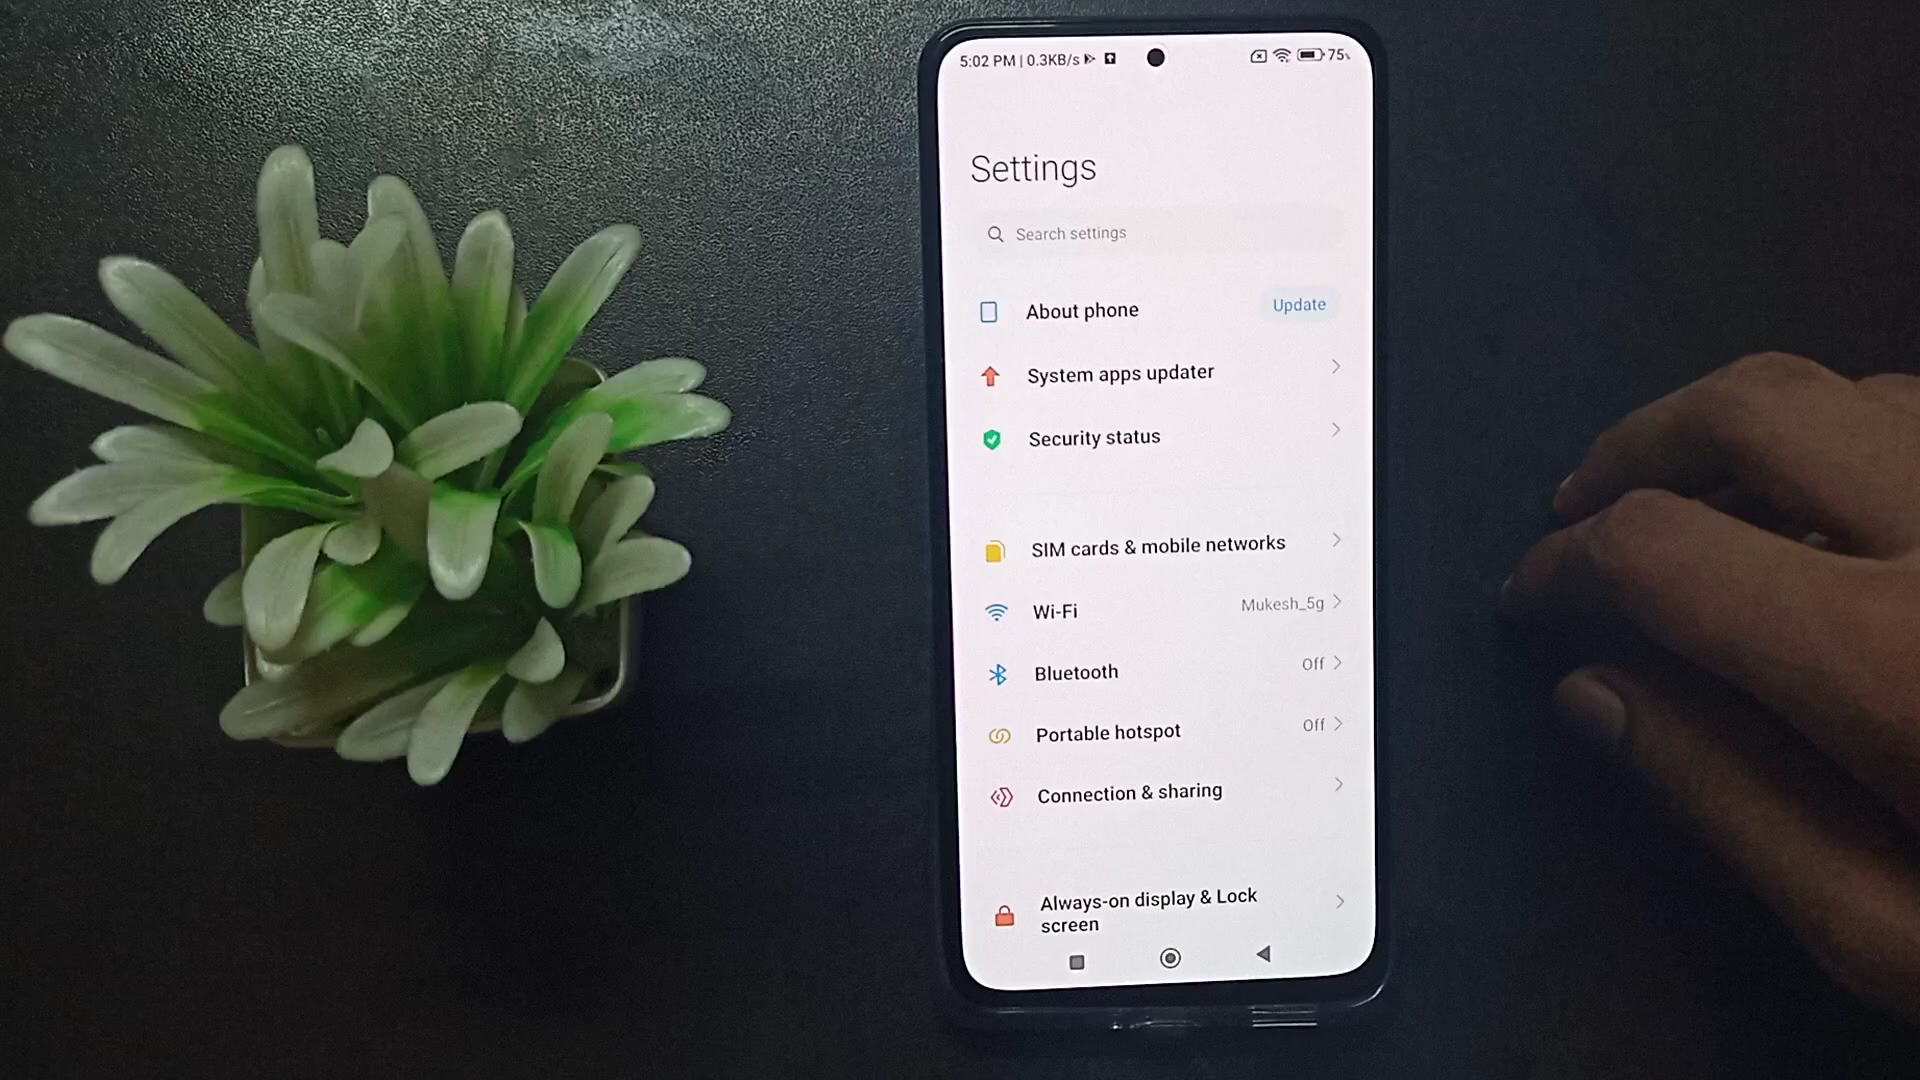 5:02 PM | 0.3KB/s
75%
Settings
Search settings
About phone
Update
System apps updater
Security status
SIM cards & mobile networks
Wi-Fi
Mukesh_5g
Bluetooth
Off
Portable hotspot
Off
Connection & sharing
Always-on display & Lock
screen